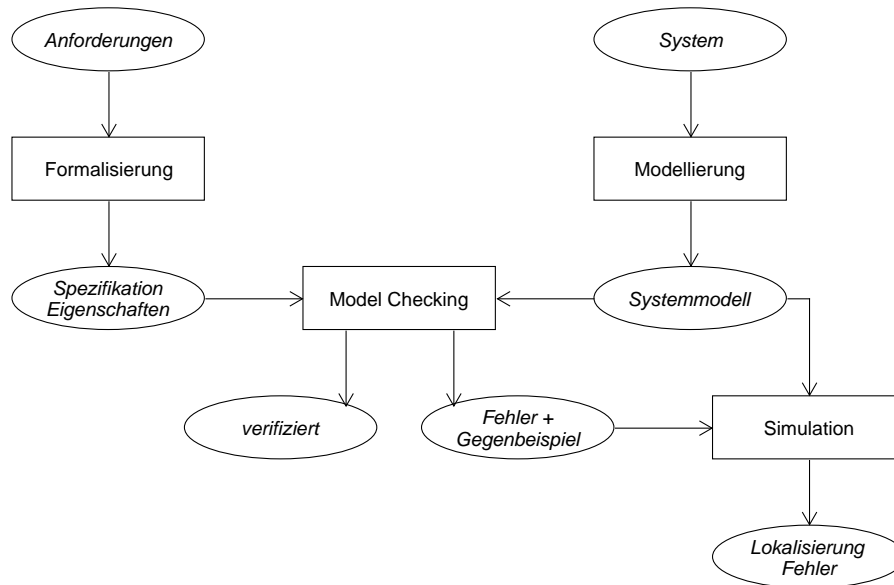 Anforderungen
System
Formalisierung
Modellierung
Spezifikation
Eigenschaften
Model Checking
Systemmodell
verifiziert
Fehler +
Gegenbeispiel
Simulation
Lokalisierung
Fehler